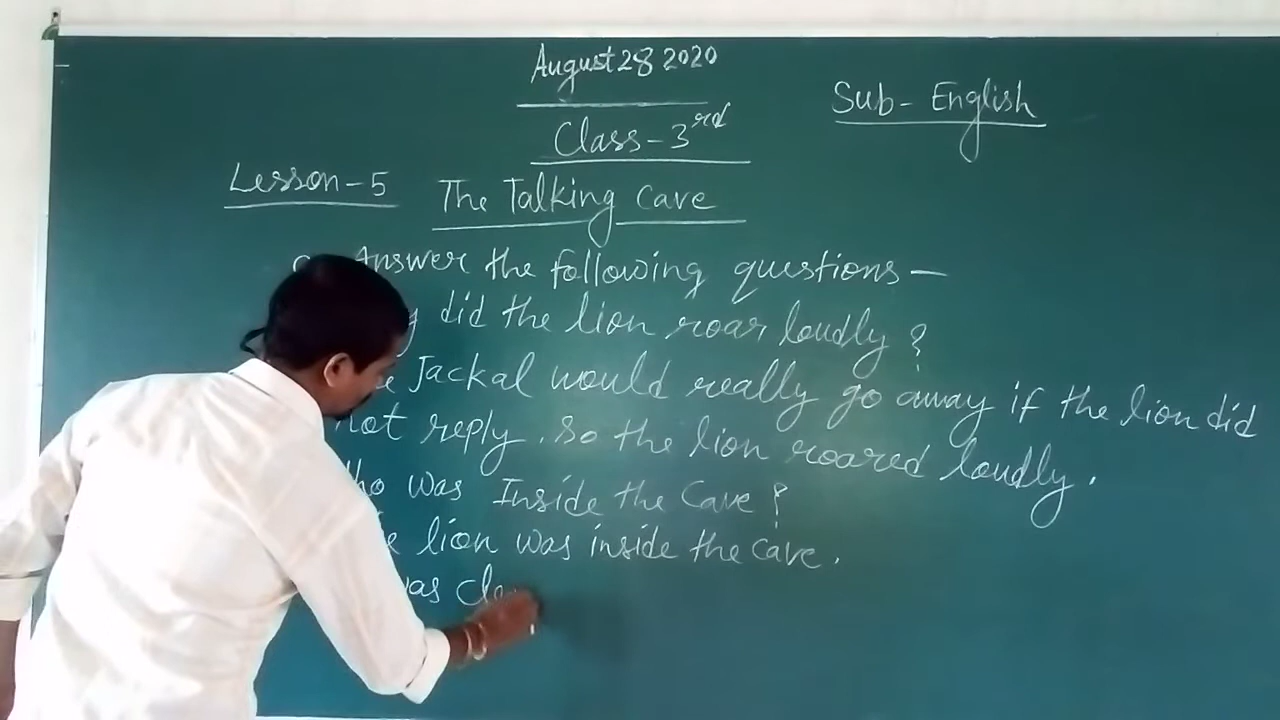 August 28 2020
Sub - English
Class - 3rd
Lesson - 5
The Talking Cave
Answer the following questions —
did the lion roar loudly ?
Jackal would really go away if the lion did
not reply . so the lion roared loudly .
was Inside the Cave ?
lion was inside the cave .